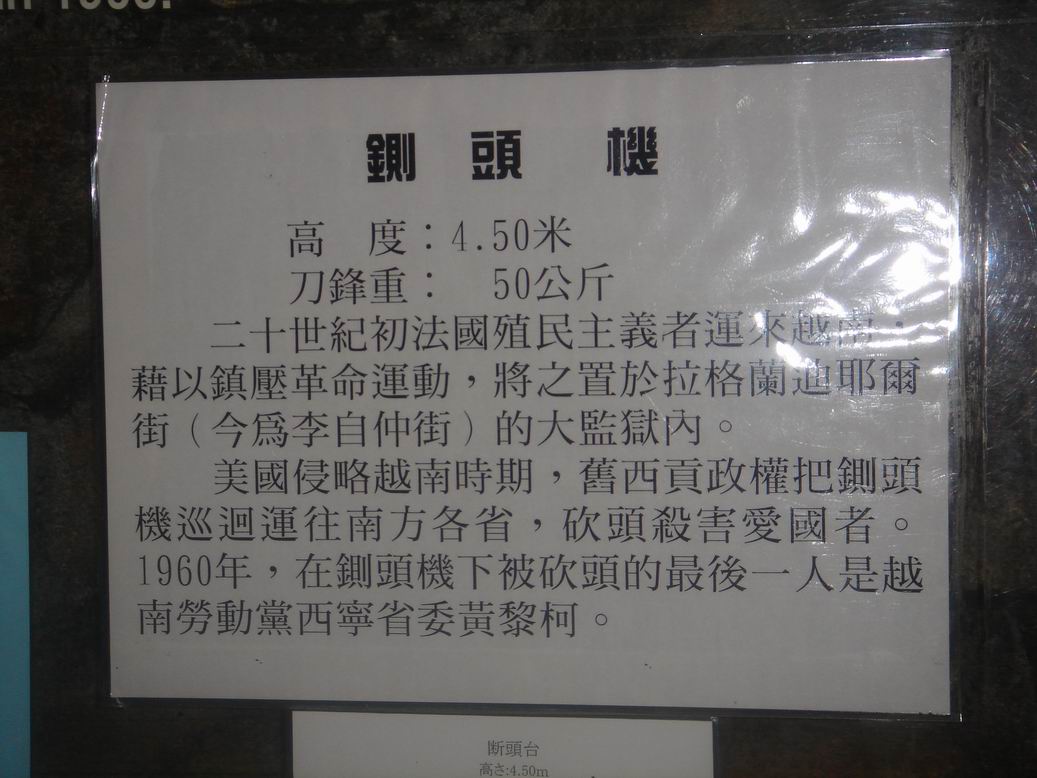 in 1960.
鍘 頭 機
高 度：4.50米
刀鋒重： 50公斤
二十世紀初法國殖民主義者運來越南，
藉以鎮壓革命運動，將之置於拉格蘭迪耶爾
街（今爲李自仲街）的大監獄內。
美國侵略越南時期，舊西貢政權把鍘頭
機巡迴運往南方各省，砍頭殺害愛國者。
1960年，在鍘頭機下被砍頭的最後一人是越
南勞動黨西寧省委黃黎柯。
断頭台
高さ:4.50m